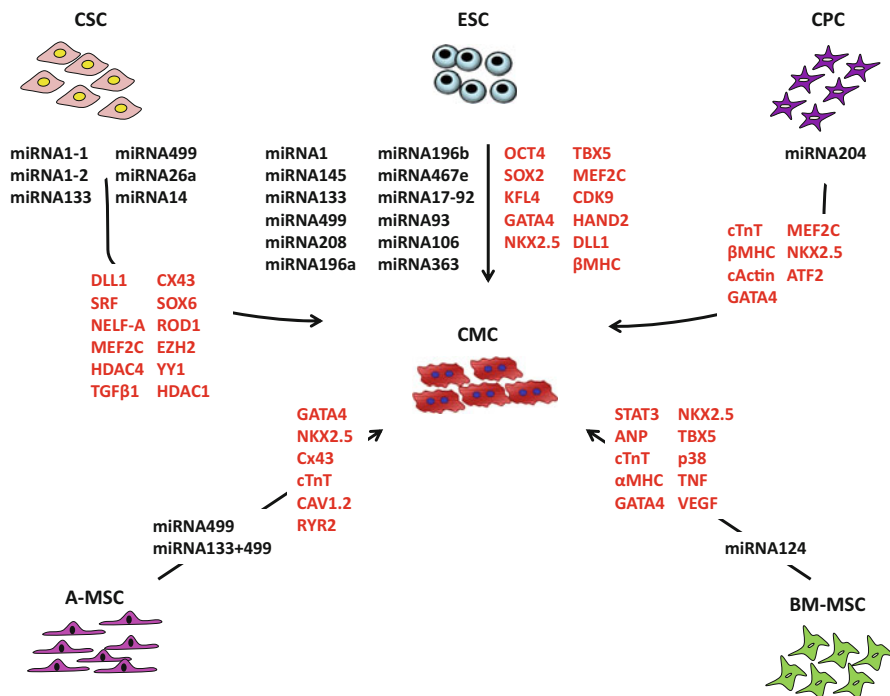 CSC
ESC
CPC
miRNA1-1 miRNA499
miRNA1-2 miRNA26a
miRNA133 miRNA14
miRNA1 miRNA196b
miRNA145 miRNA467e
miRNA133 miRNA17-92
miRNA499 miRNA93
miRNA208 miRNA106
miRNA196a miRNA363
OCT4 TBX5
SOX2 MEF2C
KFL4 CDK9
GATA4 HAND2
NKX2.5 DLL1
βMHC
miRNA204
cTnT MEF2C
βMHC NKX2.5
cActin ATF2
GATA4
DLL1 CX43
SRF SOX6
NELF-A ROD1
MEF2C EZH2
HDAC4 YY1
TGFβ1 HDAC1
CMC
GATA4
NKX2.5
Cx43
cTnT
CAV1.2
RYR2
STAT3 NKX2.5
ANP TBX5
cTnT p38
αMHC TNF
GATA4 VEGF
miRNA499
miRNA133+499
miRNA124
A-MSC
BM-MSC